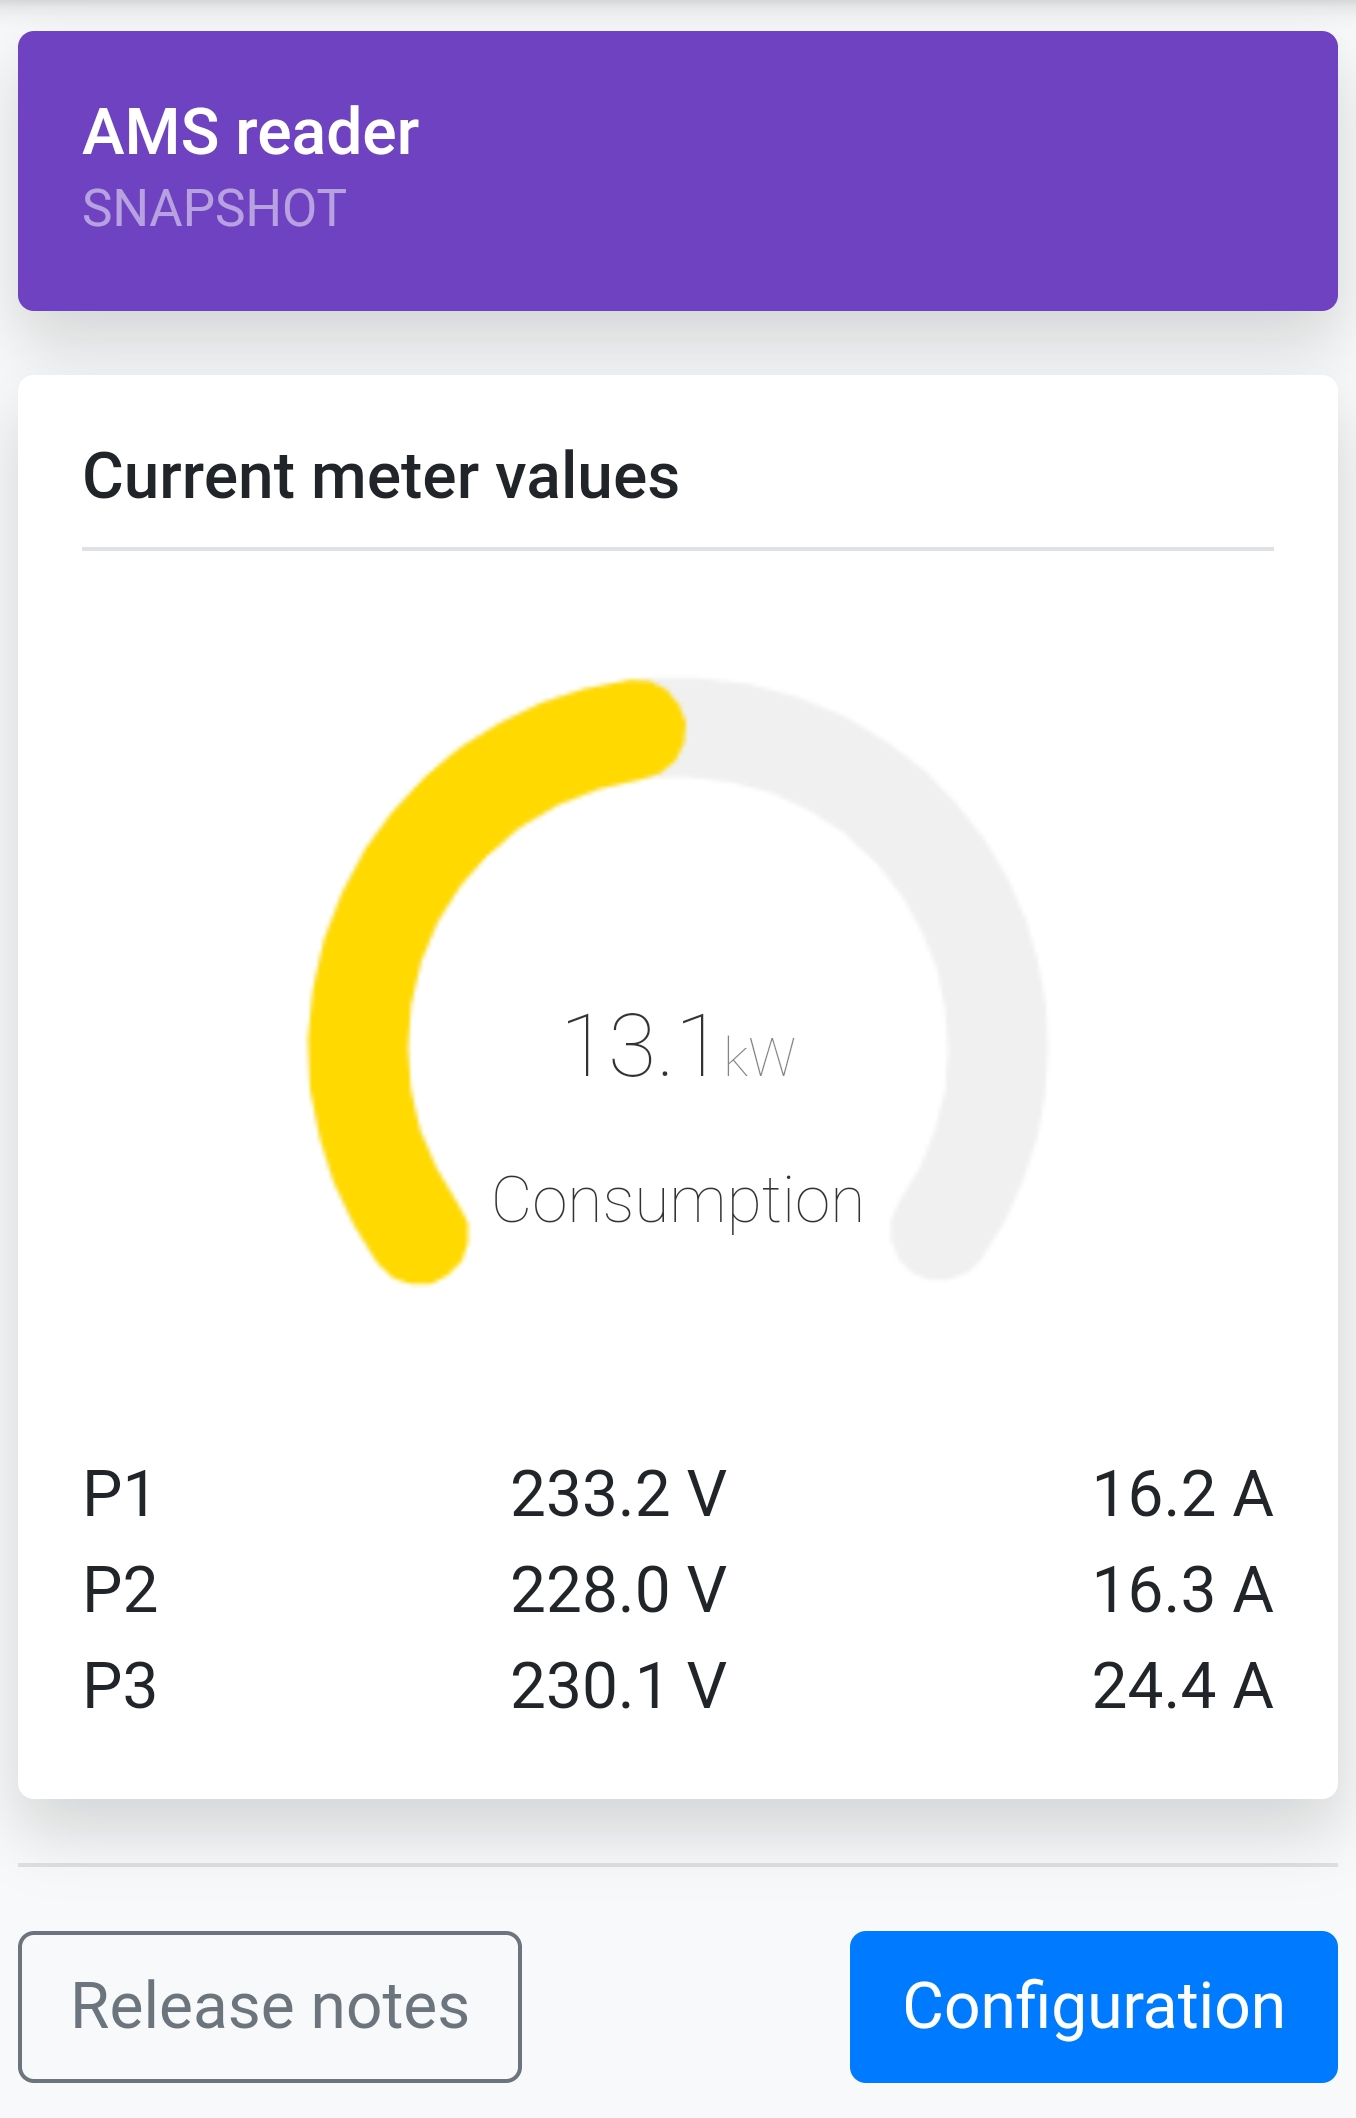 AMS reader
SNAPSHOT
Current meter values
13.1kW
Consumption
P1 233.2 V 16.2 A
P2 228.0 V 16.3 A
P3 230.1 V 24.4 A
Release notes Configuration